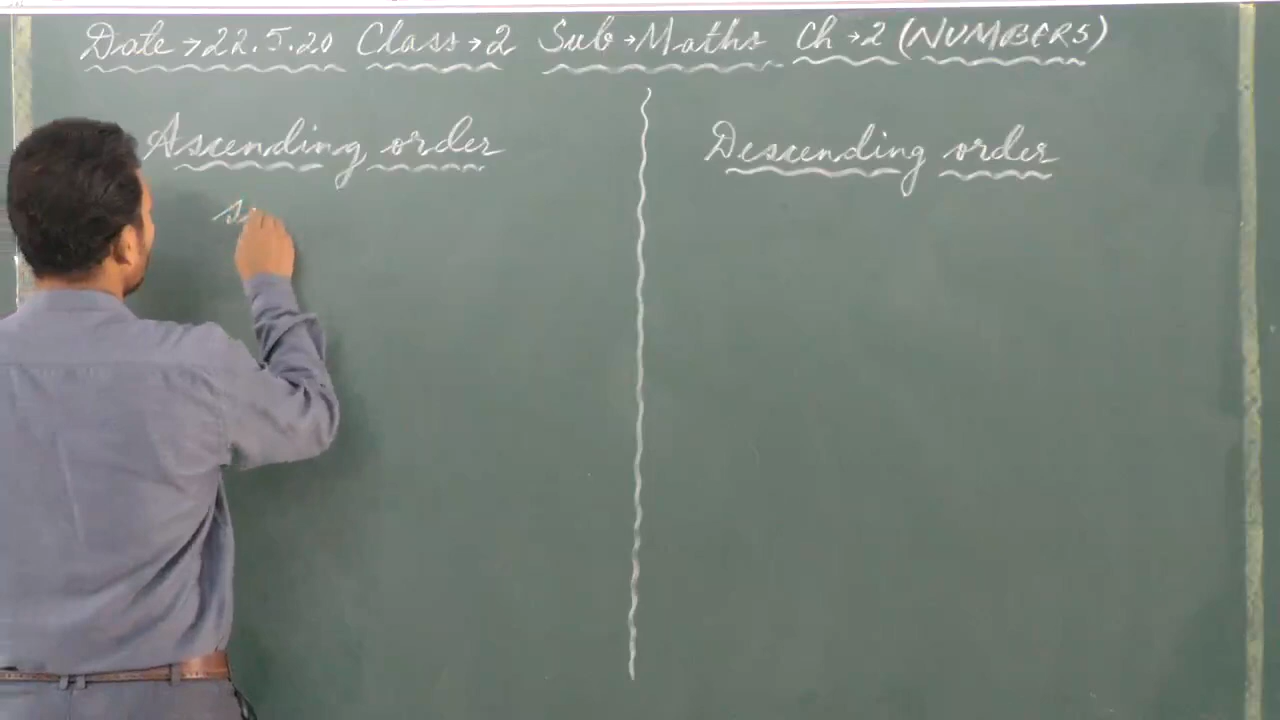 Date → 22.5.20 Class → 2 Sub → Maths Ch → 2 (NUMBERS)
Ascending order
Descending order